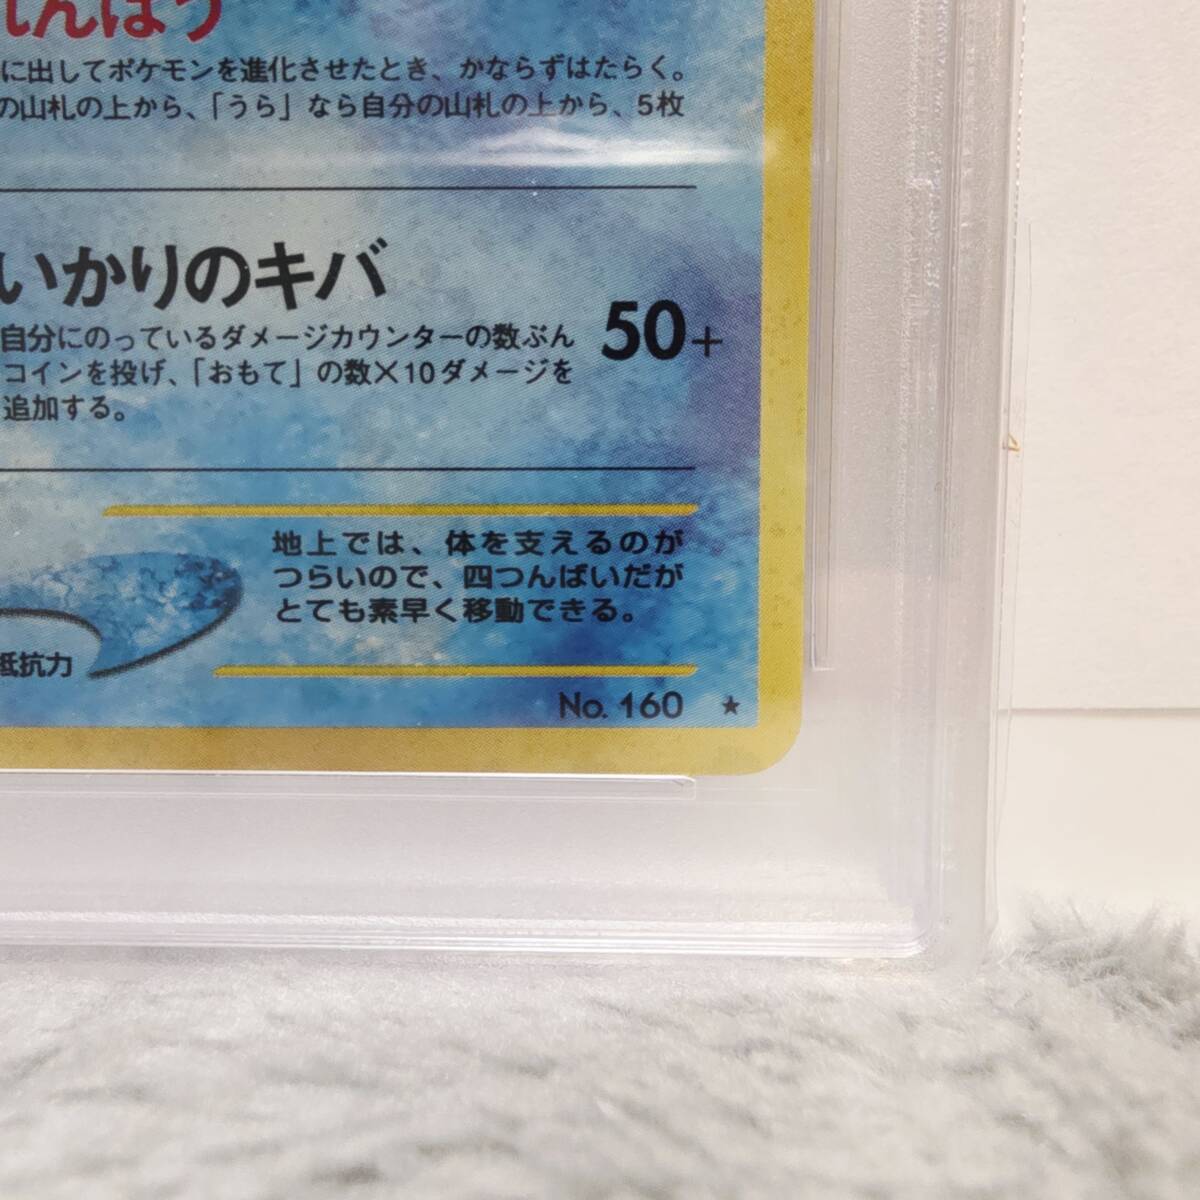 んぼう
に出してポケモンを進化させたとき、かならずはたらく。
の山札の上から、「うら」なら自分の山札の上から、5枚
いかりのキバ
自分にのっているダメージカウンターの数ぶん
コインを投げ、「おもて」の数×10ダメージを
追加する。
50+
地上では、体を支えるのが
つらいので、四つんばいだが
とても素早く移動できる。
抵抗力
No. 160 ★